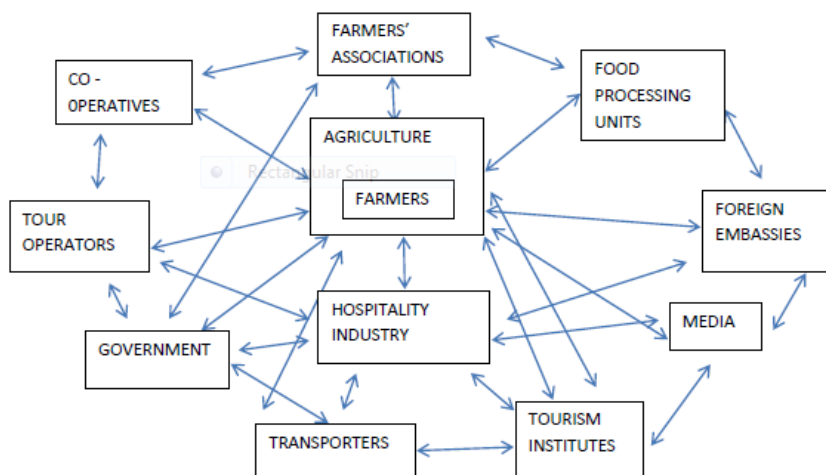 FARMERS'
ASSOCIATIONS
CO -
0PERATIVES
FOOD
PROCESSING
UNITS
AGRICULTURE
Rectangular Snip
FARMERS
TOUR
OPERATORS
FOREIGN
EMBASSIES
HOSPITALITY
INDUSTRY
MEDIA
GOVERNMENT
TOURISM
INSTITUTES
TRANSPORTERS